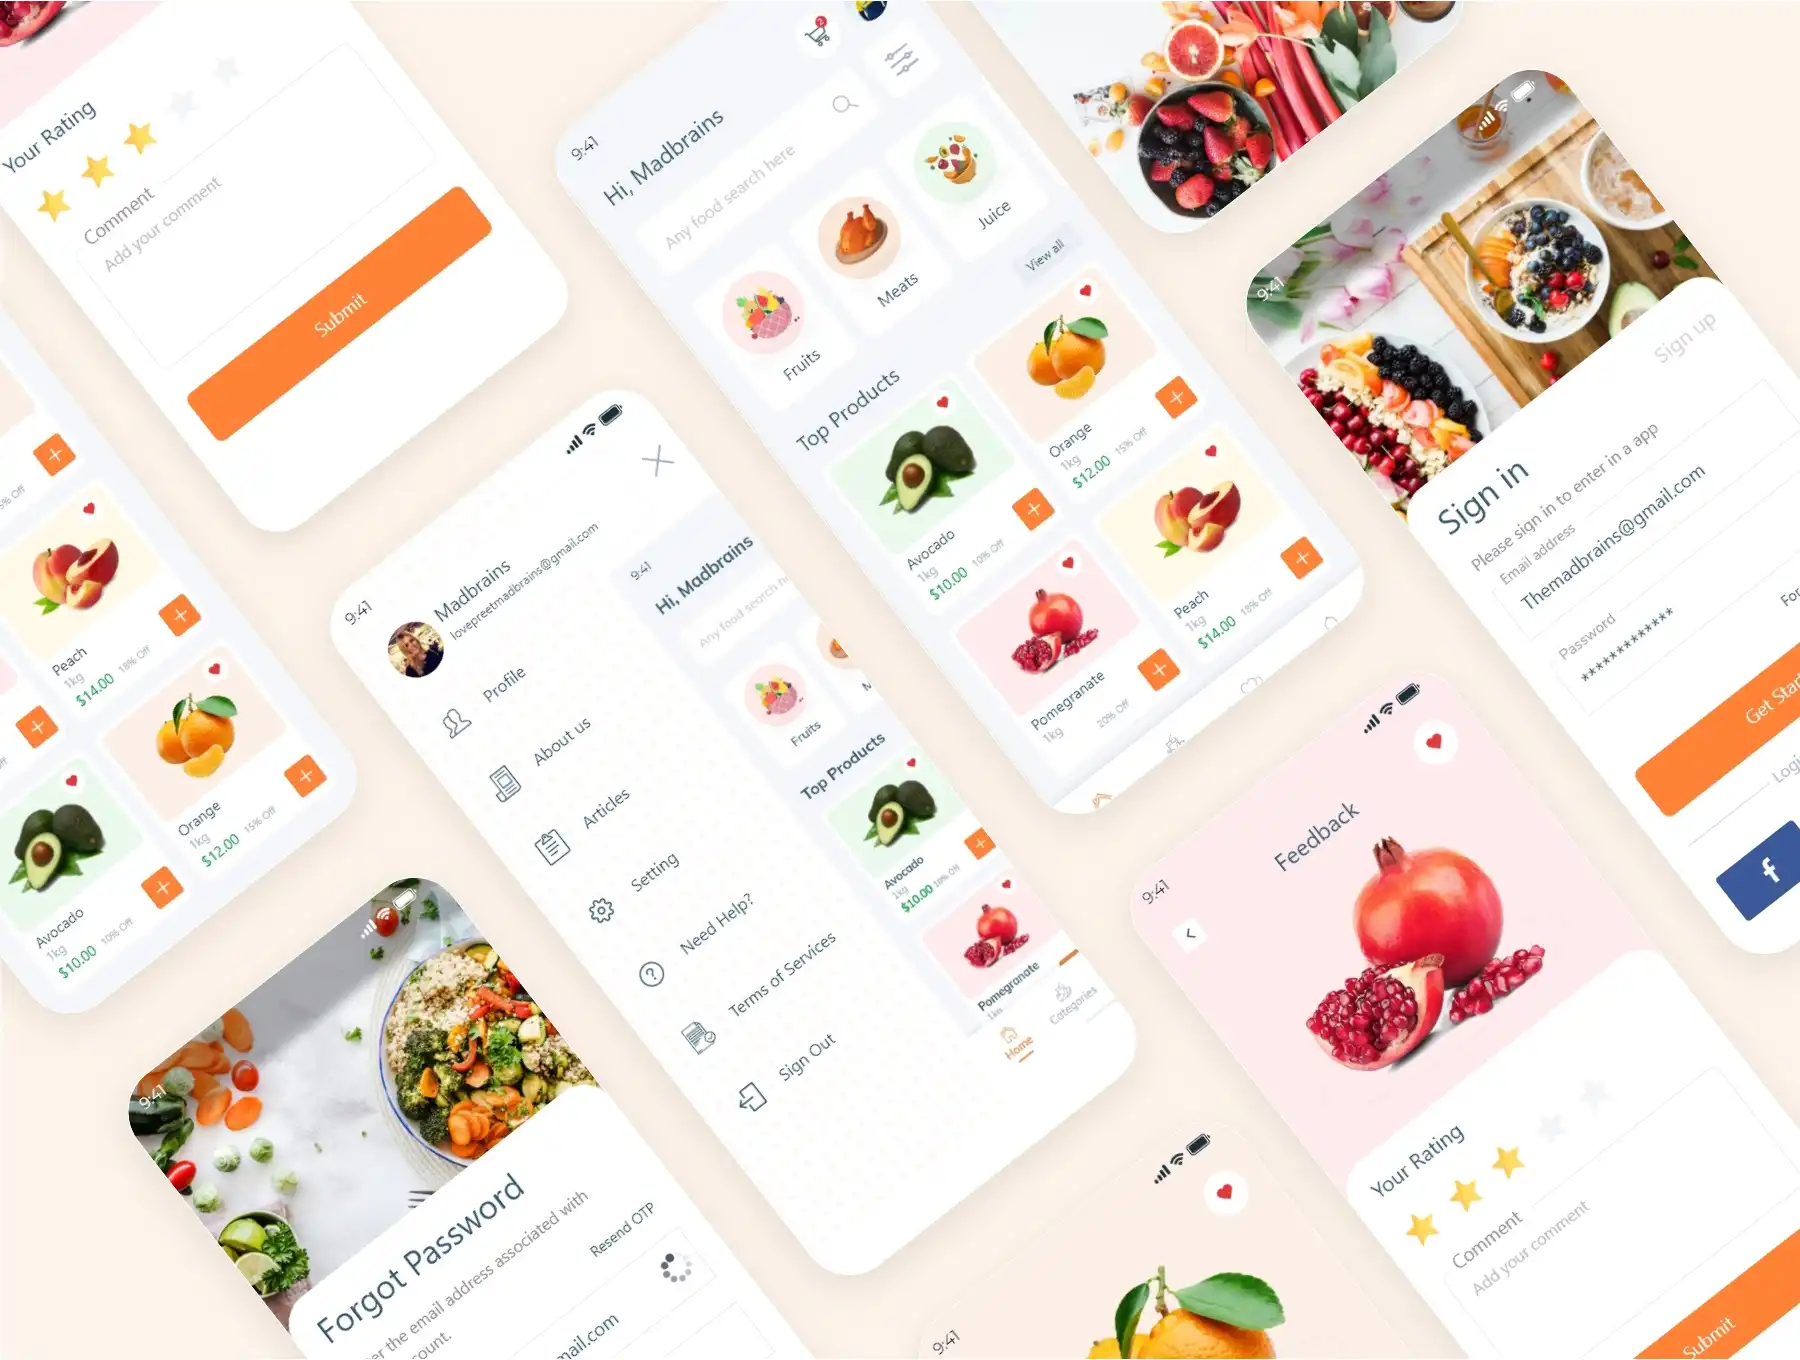 Your Rating
Comment
Add your comment
Submit
9:41
2
Hi, Madbrains
Any food search here
Fruits
Meats
Juice
Top Products
View all
Avocado
1kg
$10.00 10% Off
Orange
1kg
$12.00 15% Off
Pomegranate
1kg
20% Off
Peach
1kg
$14.00 18% Off
9:41
Sign in
Sign up
Please sign in to enter in a app
Email address
Themadbrains@gmail.com
Password
************
For
Get Star
Logi
f
Peach
1kg
$14.00 18% Off
Avocado
1kg
$10.00 10% Off
Orange
1kg
$12.00 15% Off
9:41
Madbrains
lovepreetmadbrains@gmail.com
Profile
About us
Articles
Setting
Need Help?
Terms of Services
Sign Out
9:41
Hi, Madbrains
Any food search h
Fruits
Top Products
Avocado
1kg
$10.00 10% Off
Pomegranate
1kg
Home
Categories
9:41
Forgot Password
er the email address associated with
count.
Resend OTP
mail.com
9:41
Feedback
Your Rating
Comment
Add your comment
Submit
9:41